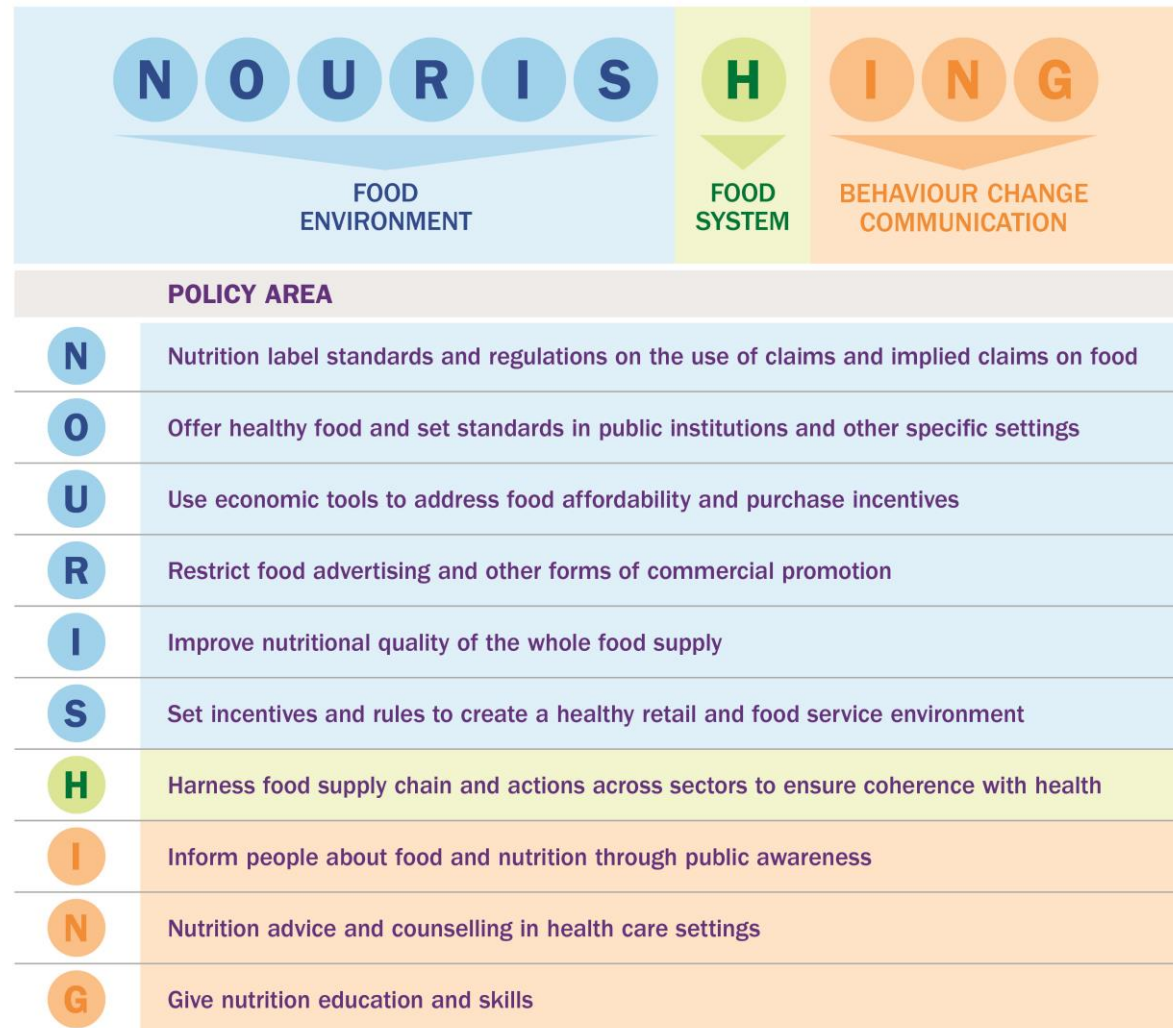 NOURISHING
FOOD
ENVIRONMENT
FOOD
SYSTEM
BEHAVIOUR CHANGE
COMMUNICATION
POLICY AREA
N Nutrition label standards and regulations on the use of claims and implied claims on food
O Offer healthy food and set standards in public institutions and other specific settings
U Use economic tools to address food affordability and purchase incentives
R Restrict food advertising and other forms of commercial promotion
I Improve nutritional quality of the whole food supply
S Set incentives and rules to create a healthy retail and food service environment
H Harness food supply chain and actions across sectors to ensure coherence with health
I Inform people about food and nutrition through public awareness
N Nutrition advice and counselling in health care settings
G Give nutrition education and skills